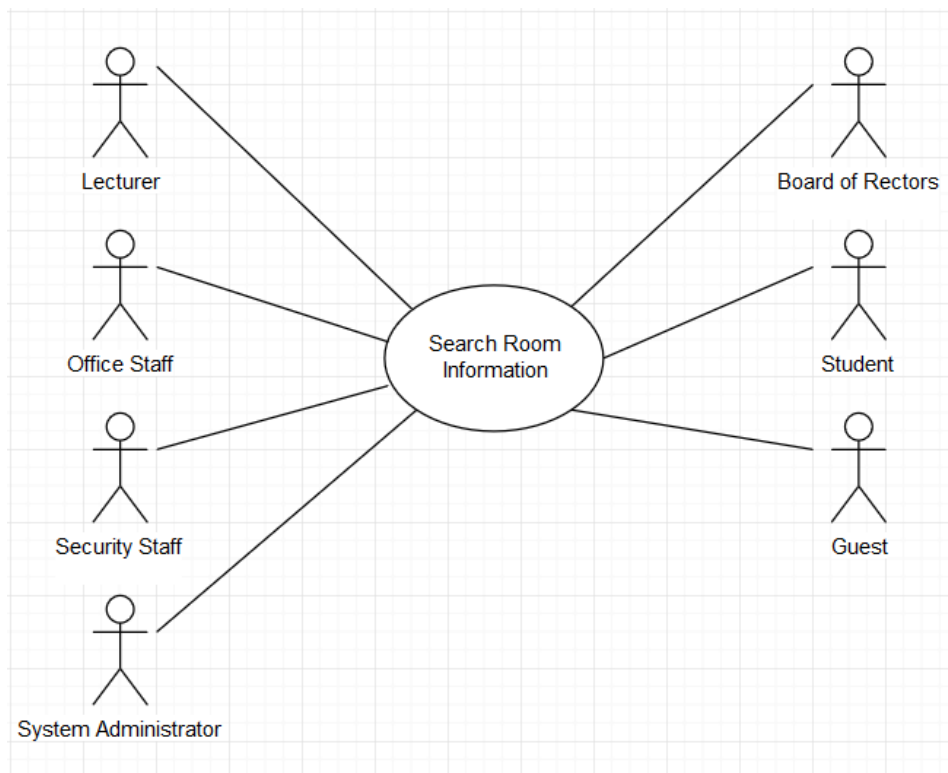 Lecturer
Board of Rectors
Office Staff
Search Room
Information
Student
Security Staff
Guest
System Administrator